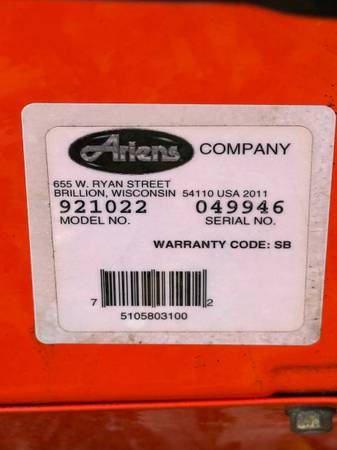 Ariens COMPANY
655 W. RYAN STREET
BRILLION, WISCONSIN 54110 USA 2011
921022 049946
MODEL NO. SERIAL NO.
WARRANTY CODE: SB
7 2
5105803100